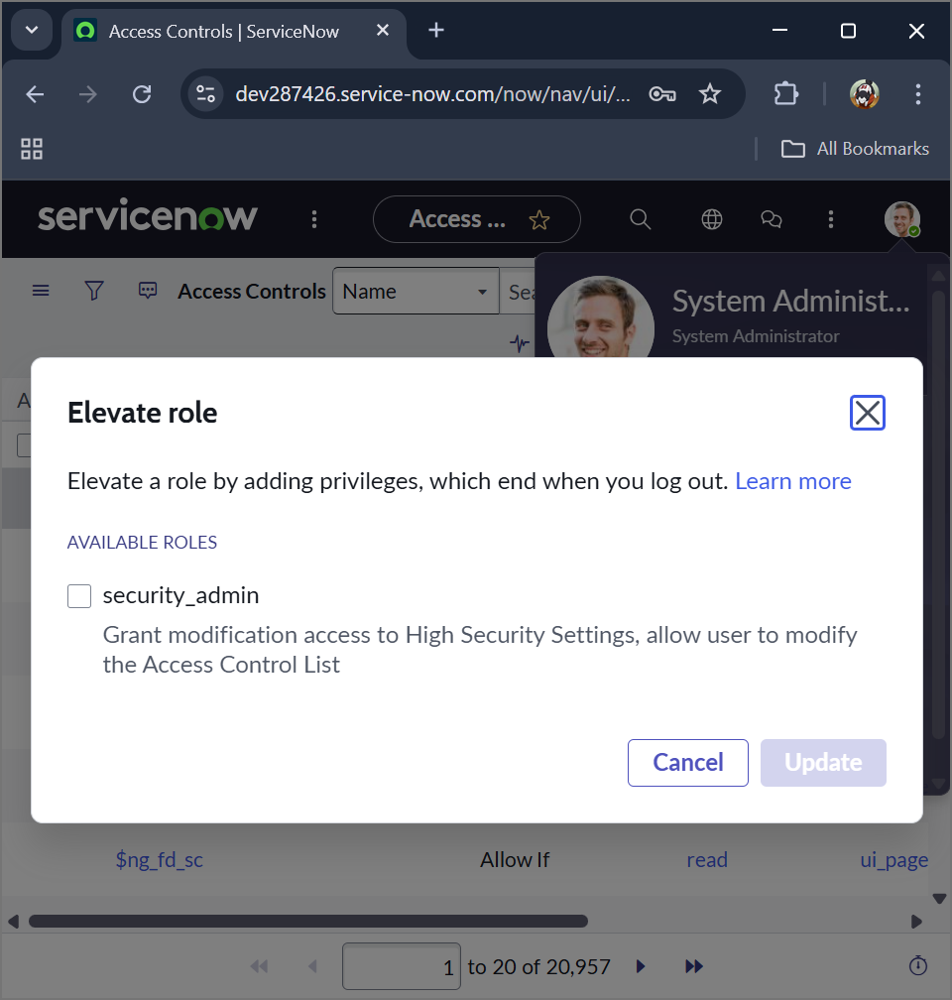 Access Controls | ServiceNow
dev287426.service-now.com/now/nav/ui/...
All Bookmarks
servicenow
Access ...
Access Controls
Name
Sea
System Administ...
System Administrator
A
Elevate role
Elevate a role by adding privileges, which end when you log out. Learn more
AVAILABLE ROLES
security_admin
Grant modification access to High Security Settings, allow user to modify
the Access Control List
Cancel
Update
$ng_fd_sc
Allow If
read
ui_page
1 to 20 of 20,957